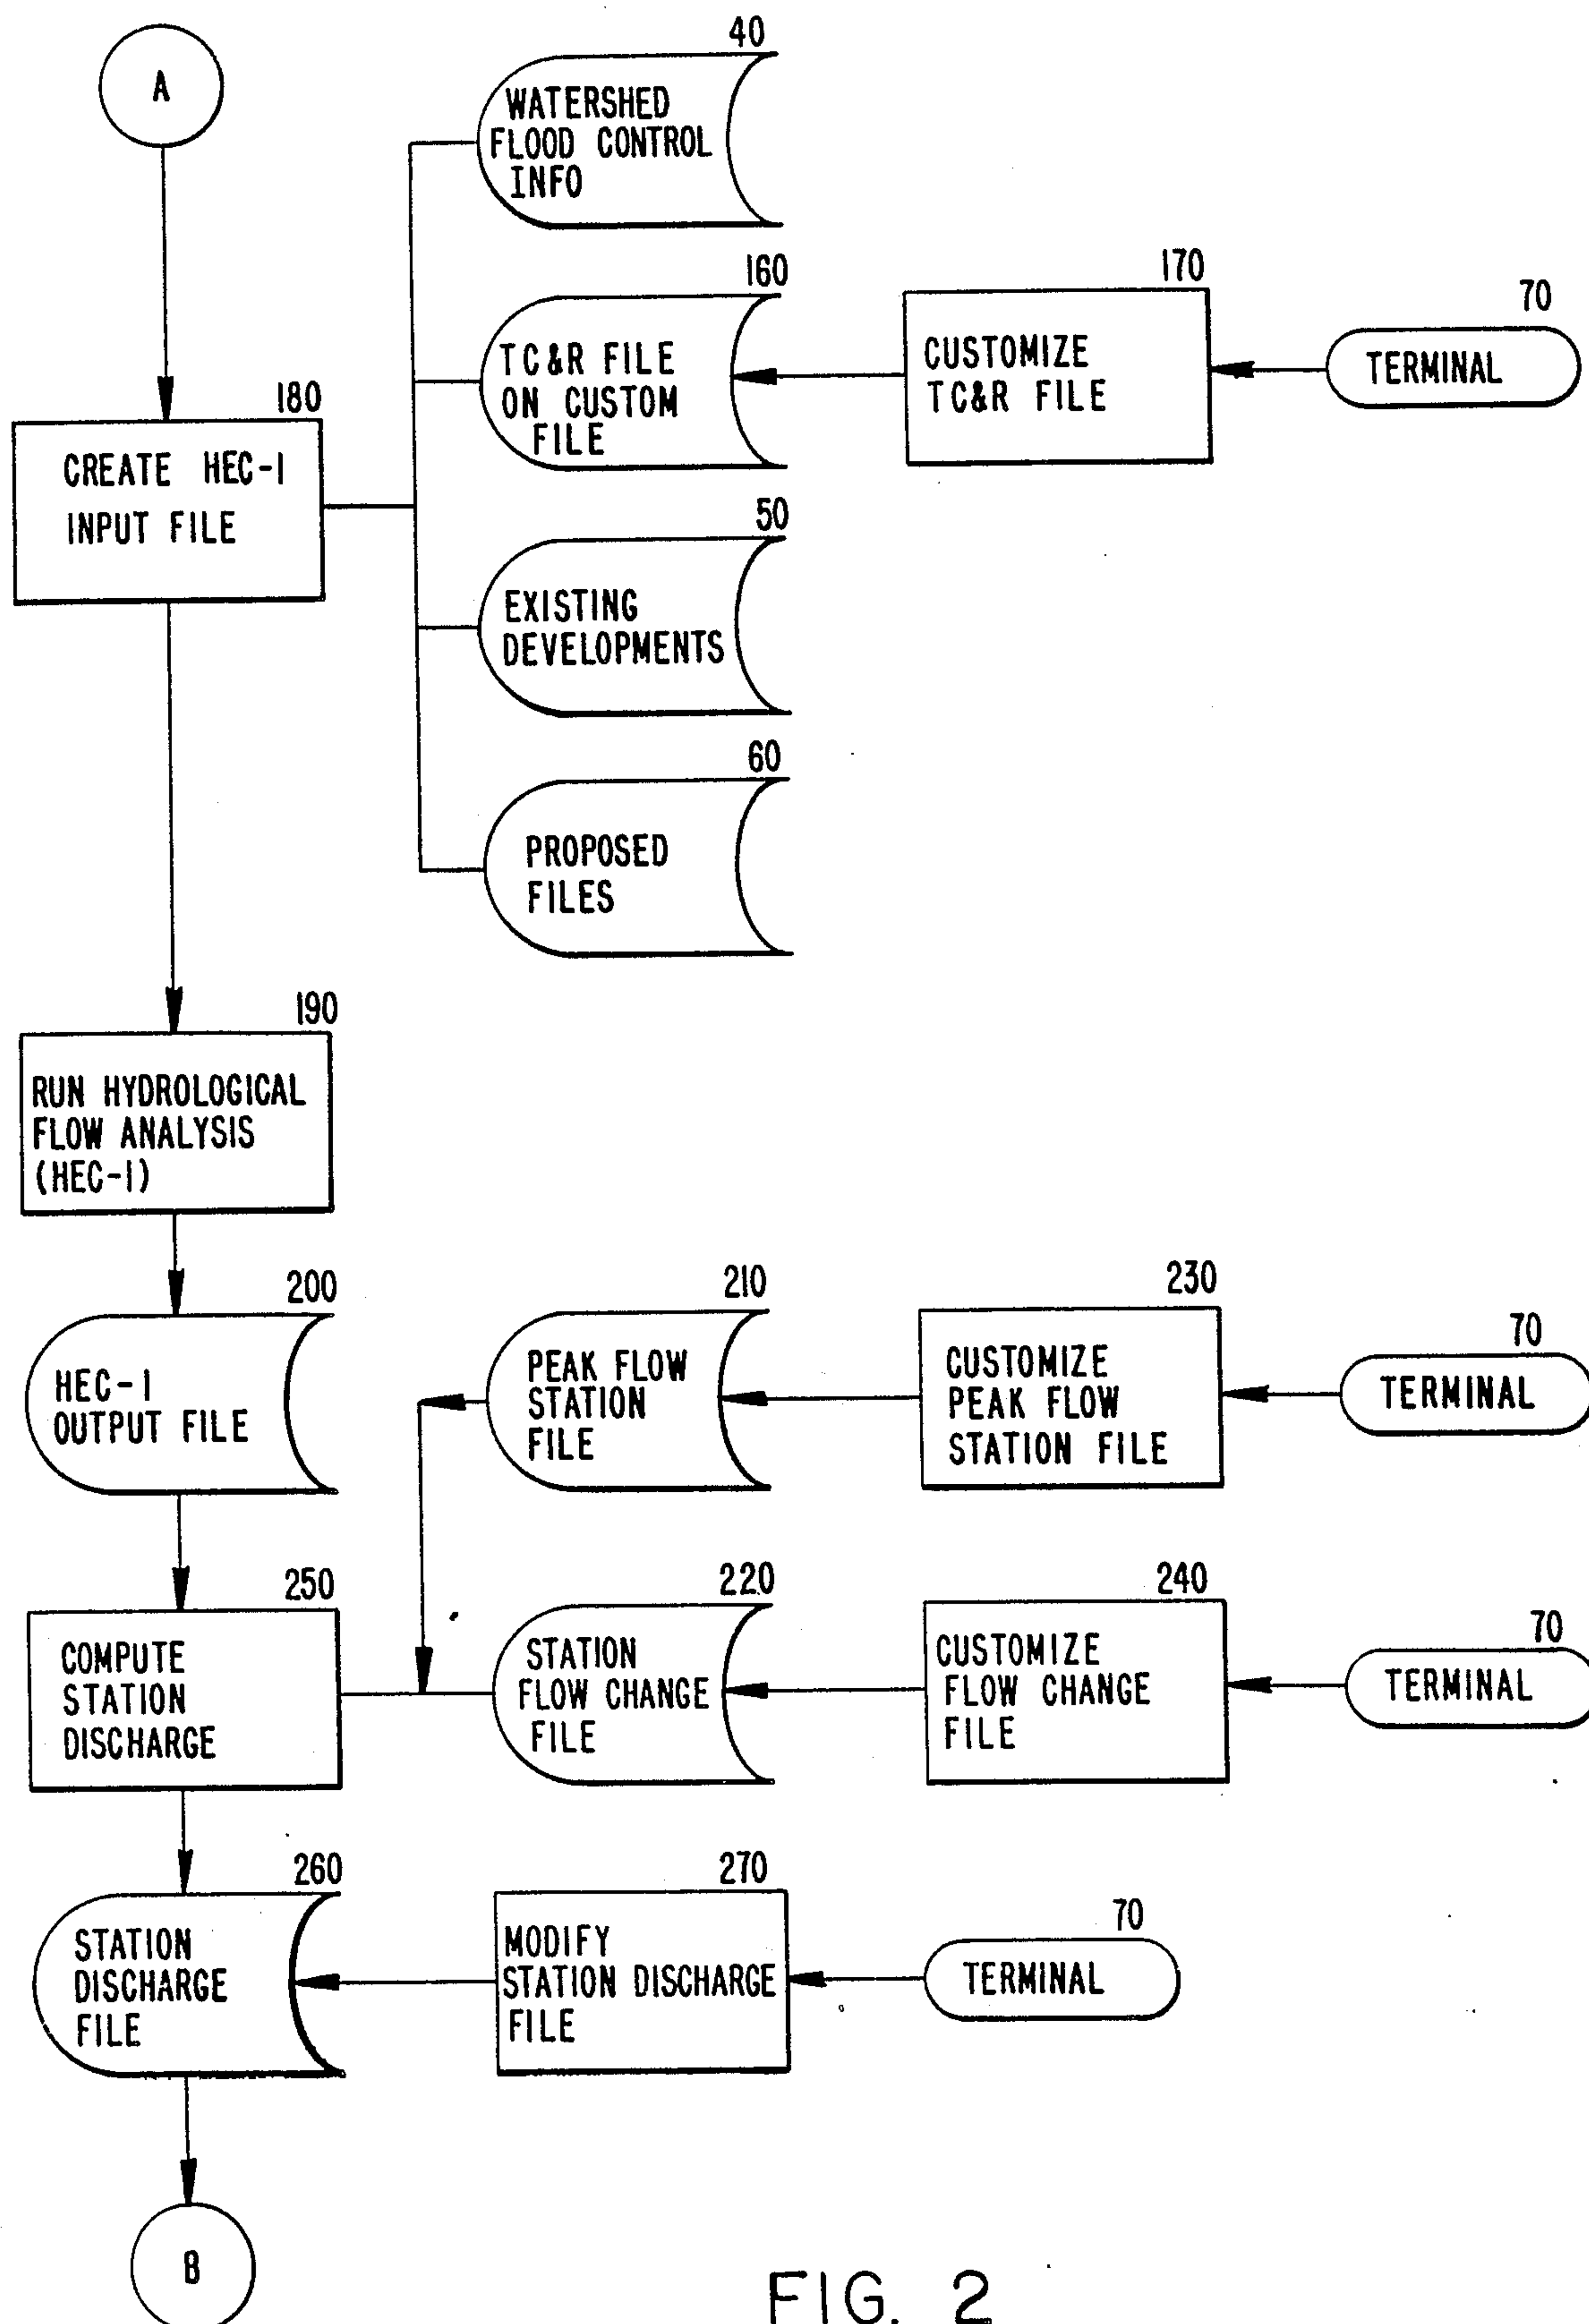 A
40
WATERSHED
FLOOD CONTROL
INFO
160
TC&R FILE
ON CUSTOM
FILE
170
CUSTOMIZE
TC&R FILE
70
TERMINAL
180
CREATE HEC-1
INPUT FILE
50
EXISTING
DEVELOPMENTS
60
PROPOSED
FILES
190
RUN HYDROLOGICAL
FLOW ANALYSIS
(HEC-1)
200
HEC-1
OUTPUT FILE
210
PEAK FLOW
STATION
FILE
230
CUSTOMIZE
PEAK FLOW
STATION FILE
70
TERMINAL
250
COMPUTE
STATION
DISCHARGE
220
STATION
FLOW CHANGE
FILE
240
CUSTOMIZE
FLOW CHANGE
FILE
70
TERMINAL
260
STATION
DISCHARGE
FILE
270
MODIFY
STATION DISCHARGE
FILE
70
TERMINAL
B
FIG. 2